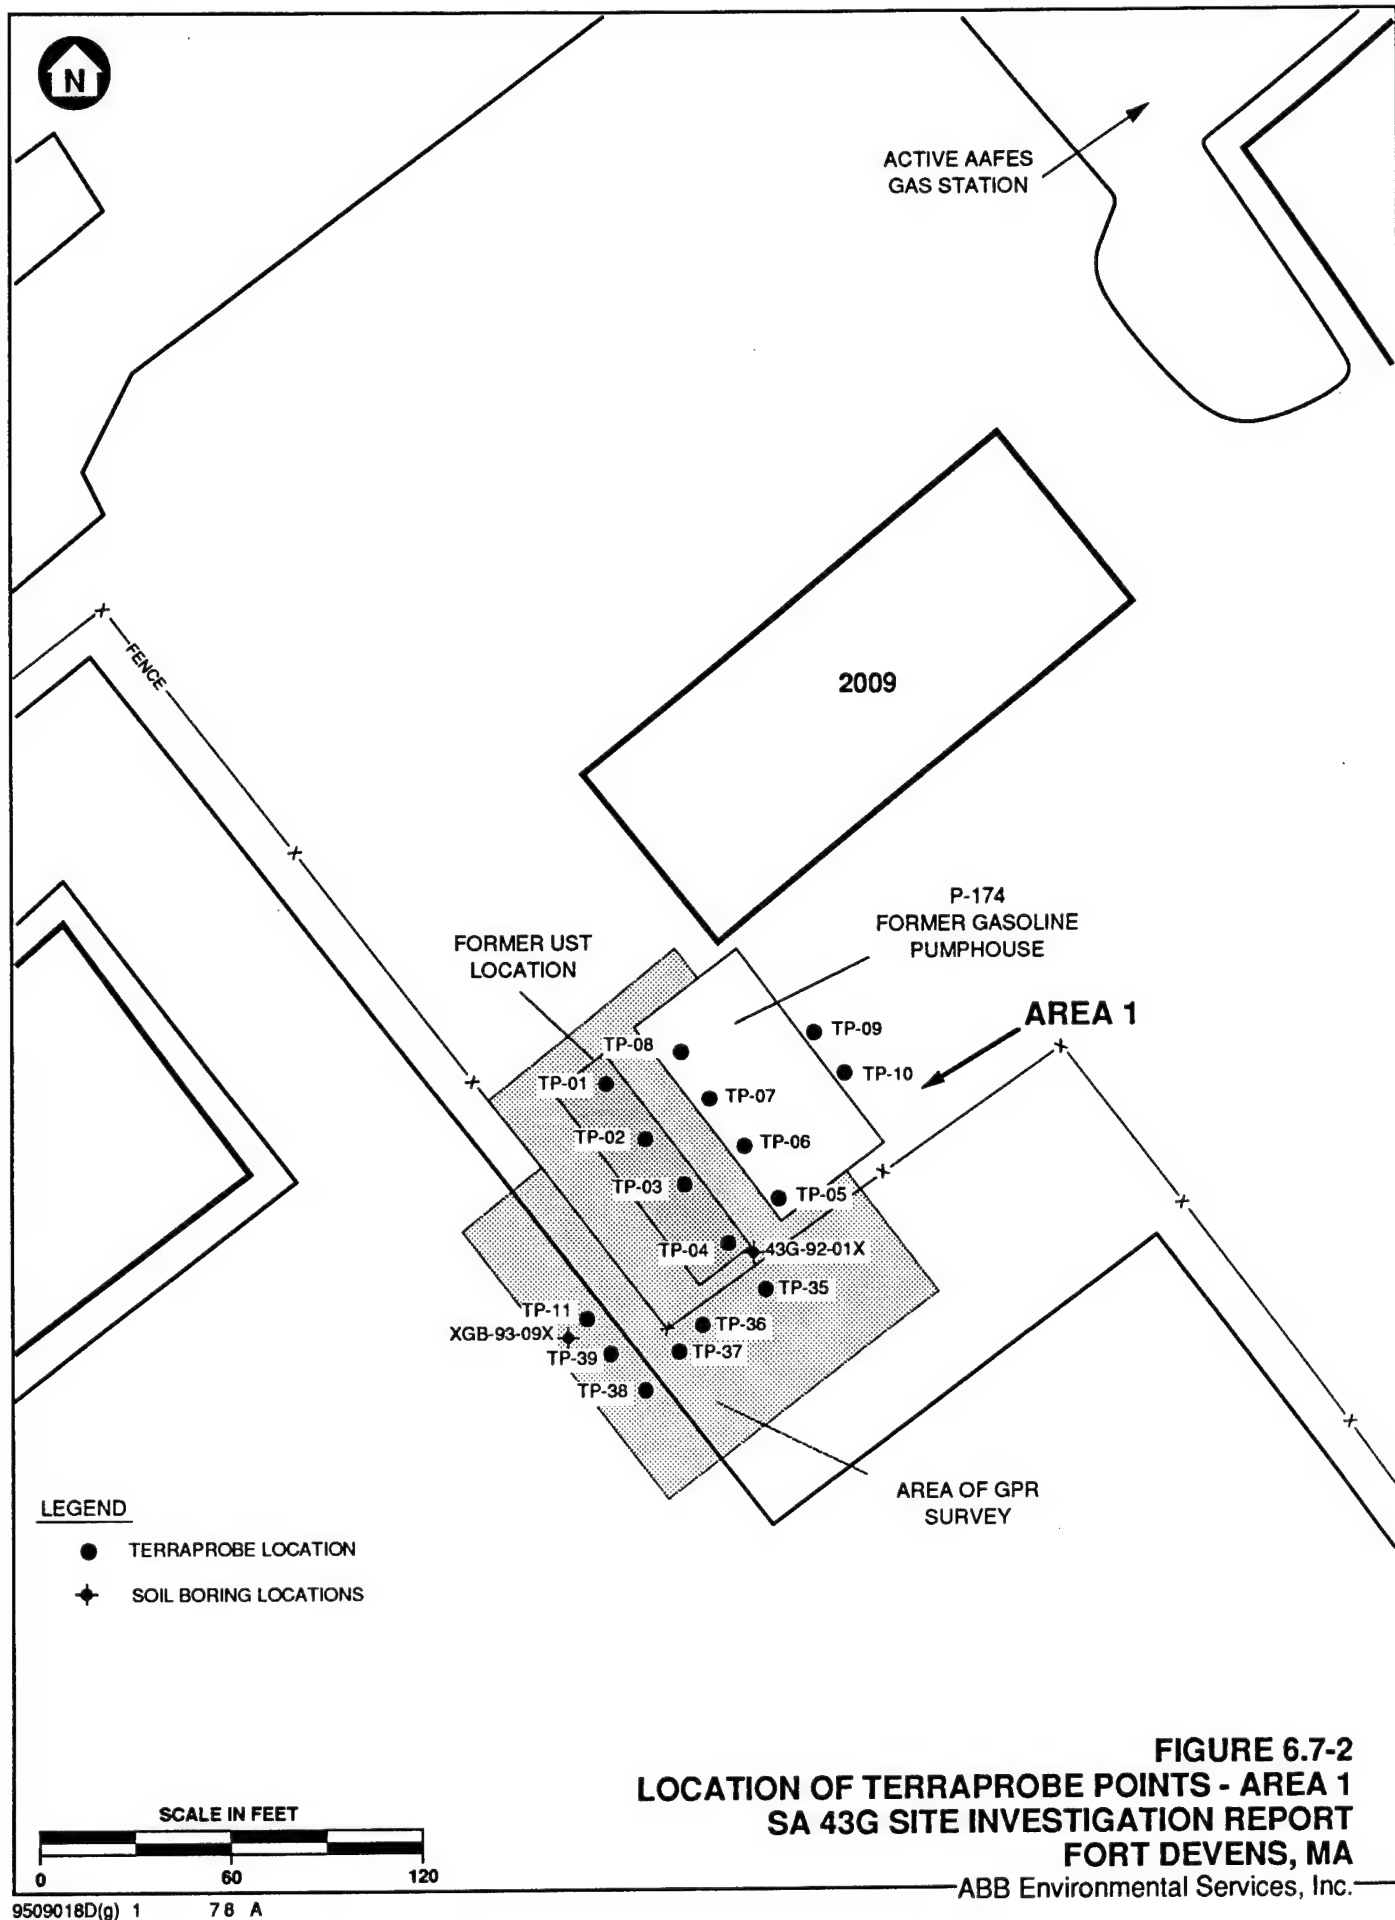 N
ACTIVE AAFES
GAS STATION
FENCE
2009
P-174
FORMER GASOLINE
PUMPHOUSE
FORMER UST
LOCATION
AREA 1
TP-09
TP-08
TP-10
TP-01
TP-07
TP-02
TP-06
TP-03
TP-05
TP-04
43G-92-01X
TP-35
TP-11
TP-36
XGB-93-09X
TP-37
TP-39
TP-38
AREA OF GPR
SURVEY
LEGEND
TERRAPROBE LOCATION
SOIL BORING LOCATIONS
FIGURE 6.7-2
LOCATION OF TERRAPROBE POINTS - AREA 1
SA 43G SITE INVESTIGATION REPORT
FORT DEVENS, MA
ABB Environmental Services, Inc.
SCALE IN FEET
0 60 120
9509018D(g) 1 7 8 A